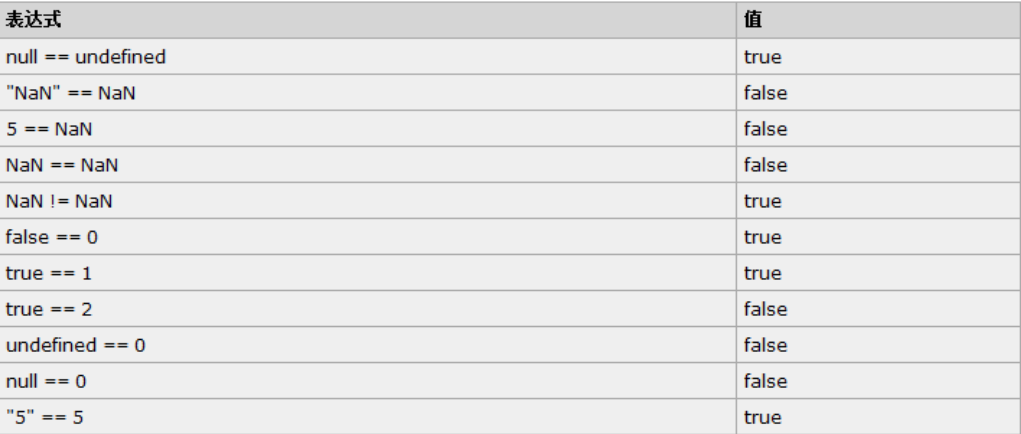 表达式 值
null == undefined true
"NaN" == NaN false
5 == NaN false
NaN == NaN false
NaN != NaN true
false == 0 true
true == 1 true
true == 2 false
undefined == 0 false
null == 0 false
"5" == 5 true